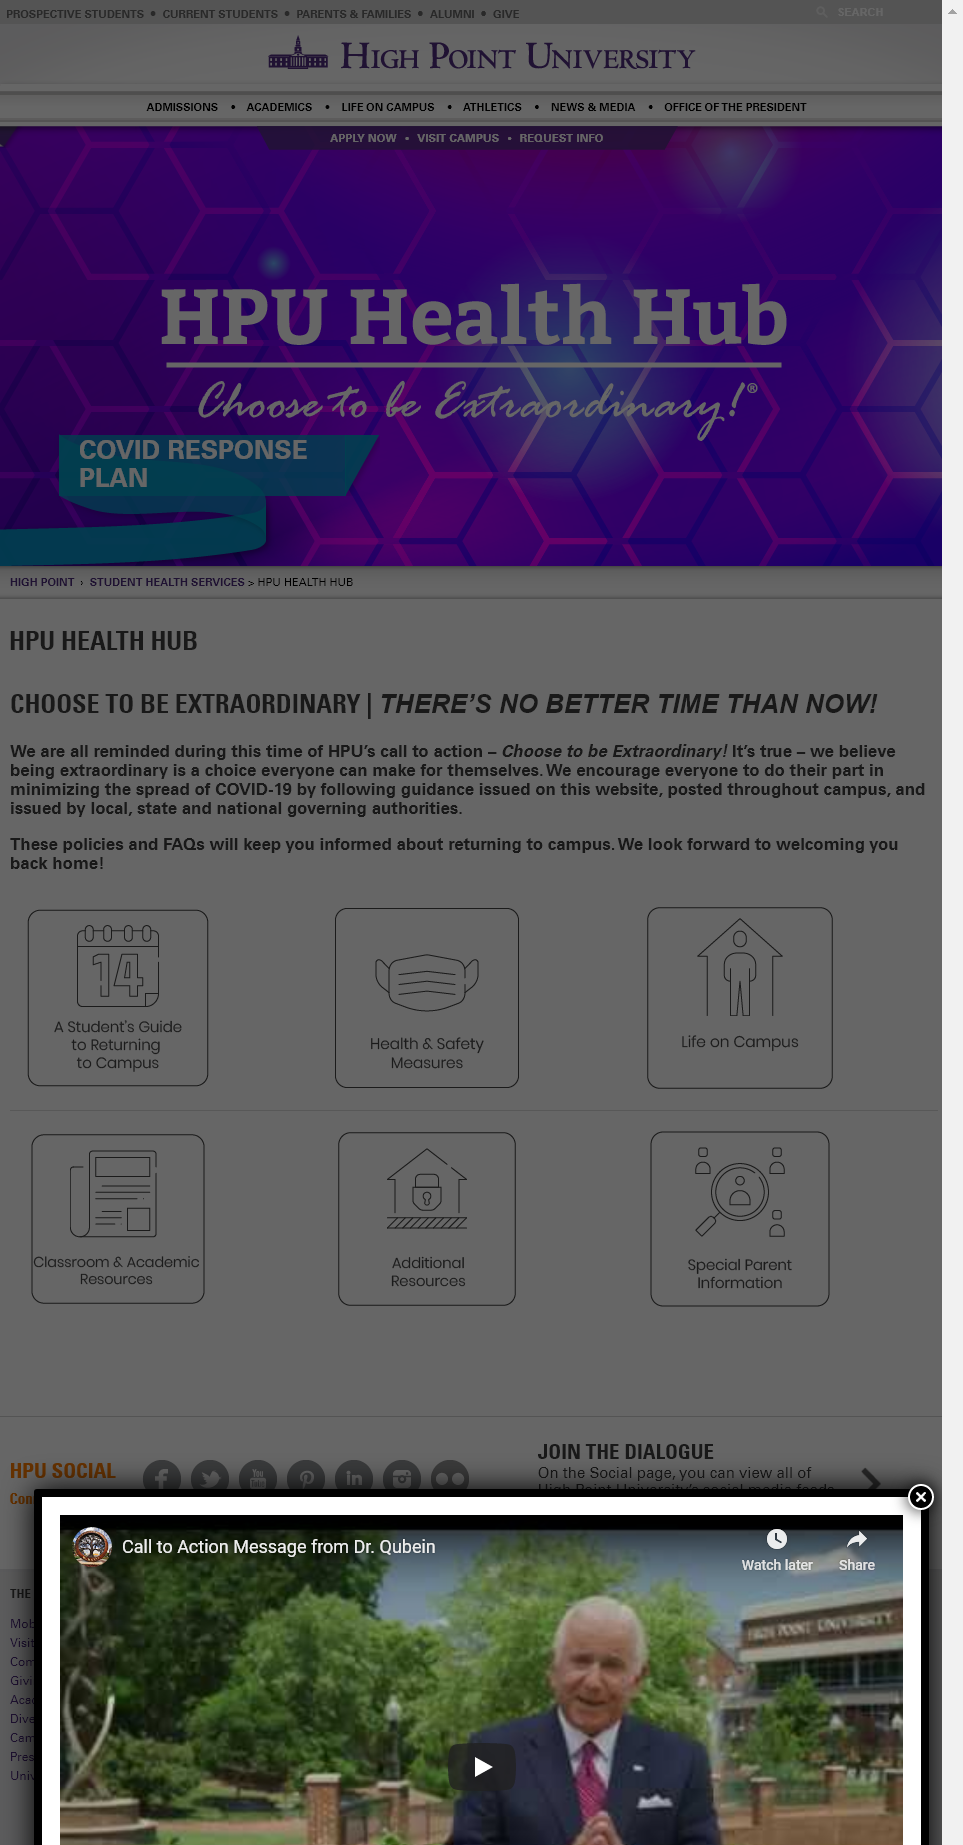 PROSPECTIVE STUDENTS • CURRENT STUDENTS • PARENTS & FAMILIES • ALUMNI • GIVE
SEARCH
HIGH POINT UNIVERSITY
ADMISSIONS • ACADEMICS • LIFE ON CAMPUS • ATHLETICS • NEWS & MEDIA • OFFICE OF THE PRESIDENT
APPLY NOW • VISIT CAMPUS • REQUEST INFO
HPU Health Hub
Choose to be Extraordinary!®
COVID RESPONSE
PLAN
HIGH POINT › STUDENT HEALTH SERVICES > HPU HEALTH HUB
HPU HEALTH HUB
CHOOSE TO BE EXTRAORDINARY | THERE'S NO BETTER TIME THAN NOW!
We are all reminded during this time of HPU's call to action – Choose to be Extraordinary! It's true – we believe
being extraordinary is a choice everyone can make for themselves. We encourage everyone to do their part in
minimizing the spread of COVID-19 by following guidance issued on this website, posted throughout campus, and
issued by local, state and national governing authorities.
These policies and FAQs will keep you informed about returning to campus. We look forward to welcoming you
back home!
14
A Student's Guide
to Returning
to Campus
Health & Safety
Measures
Life on Campus
Classroom & Academic
Resources
Additional
Resources
Special Parent
Information
HPU SOCIAL
Con
You Tube
in
JOIN THE DIALOGUE
On the Social page, you can view all of
High Point University's social media feeds
THE
Mob
Visit
Com
Givi
Aca
Dive
Cam
Pres
Univ
Call to Action Message from Dr. Qubein
Watch later
Share
HIGH POINT UNIVERSITY